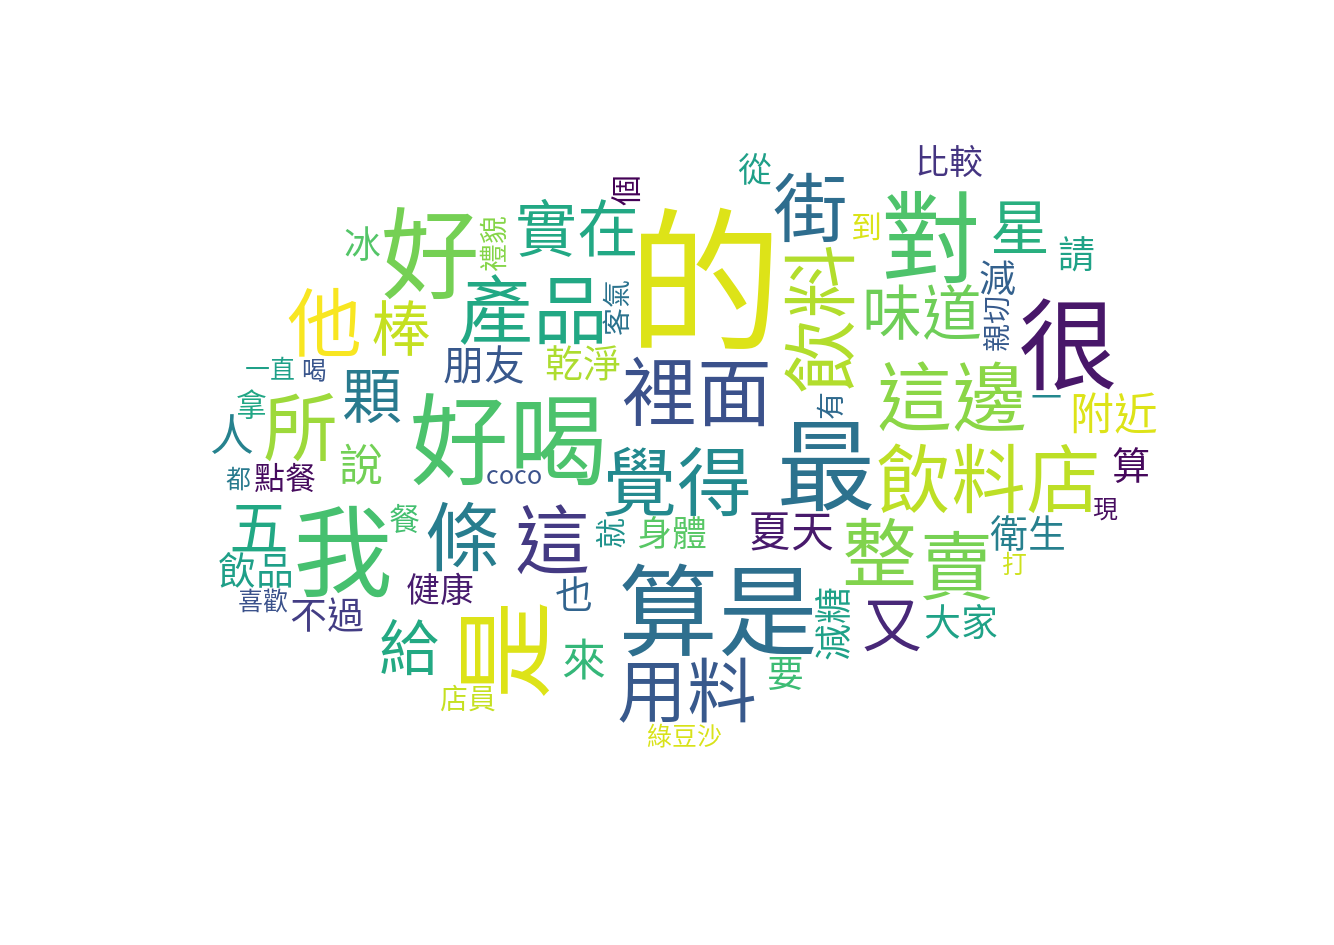 比較
從
個
街
對
星
到
請
好
禮貌
實在
的
冰
飲料
減
他
棒
產品
客氣
味道
親切
很
一直
喝
朋友
乾淨
裡面
這邊
一
附近
拿
所
顆
有
人
好喝
最
說
coco
覺得
飲料店
算
都
點餐
現
五
我
餐
條
這
就
身體
夏天
整
賣
衛生
打
飲品
喜歡
不過
健康
也
算是
減糖
又
大家
給
是
來
用料
要
店員
綠豆沙